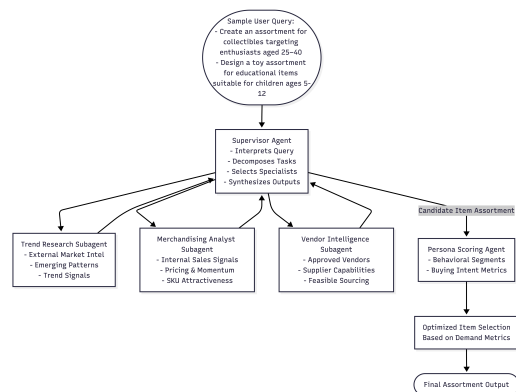 Sample User Query:
- Create an assortment for
collectibles targeting
enthusiasts aged 25–40
- Design a toy assortment
for educational items
suitable for children ages 5–
12
Supervisor Agent
- Interprets Query
- Decomposes Tasks
- Selects Specialists
- Synthesizes Outputs
Candidate Item Assortment
Trend Research Subagent
- External Market Intel
- Emerging Patterns
- Trend Signals
Merchandising Analyst
Subagent
- Internal Sales Signals
- Pricing & Momentum
- SKU Attractiveness
Vendor Intelligence
Subagent
- Approved Vendors
- Supplier Capabilities
- Feasible Sourcing
Persona Scoring Agent
- Behavioral Segments
- Buying Intent Metrics
Optimized Item Selection
Based on Demand Metrics
Final Assortment Output